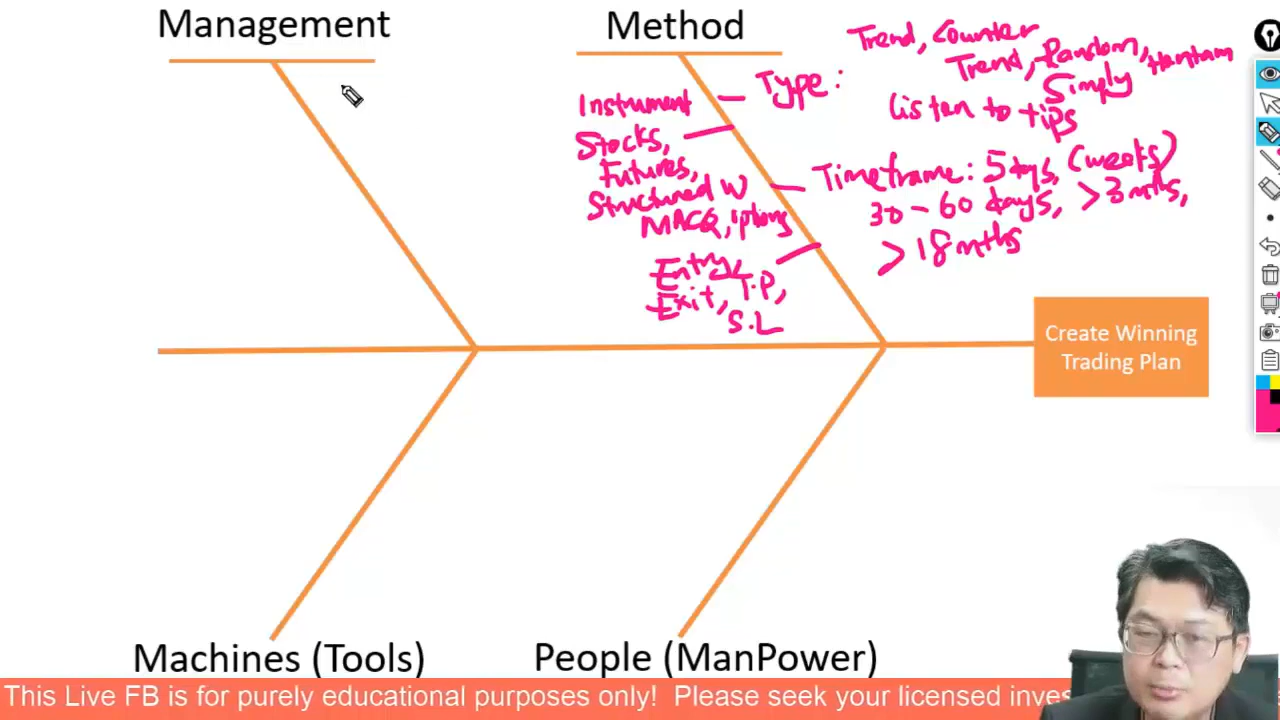 Management
Method
Type: Trend, Counter
Trend, Random, Hantam
Simply
listen to tips
Instrument
Stocks,
Futures,
Structured W
MACQ, iptions
Timeframe: 5 days, (weeks)
30-60 days, >3 mths,
>18 mths
Entry,
Exit, T.P,
S.L
Create Winning
Trading Plan
Machines (Tools)
People (ManPower)
This Live FB is for purely educational purposes only! Please seek your licensed inves